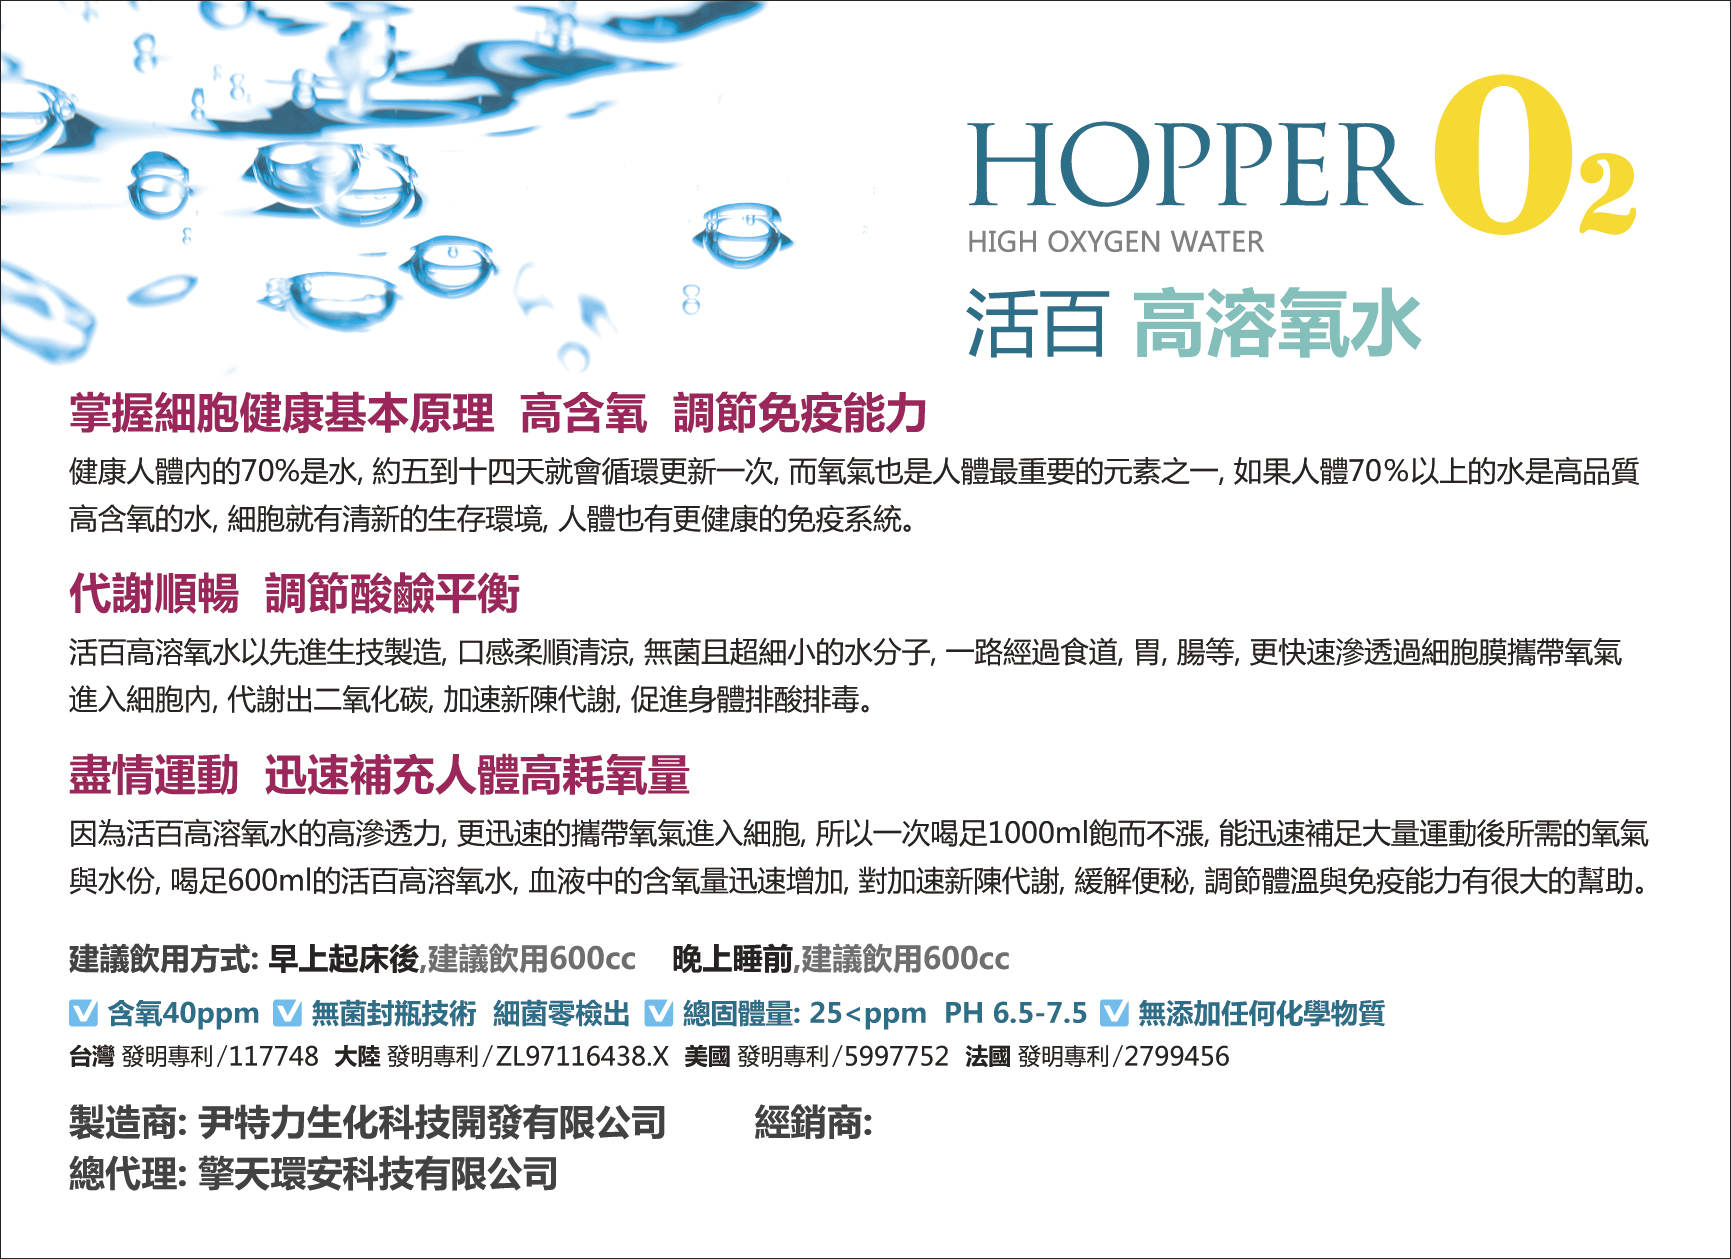 HOPPER O2
HIGH OXYGEN WATER
活百 高溶氧水
掌握細胞健康基本原理 高含氧 調節免疫能力
健康人體內的70%是水, 約五到十四天就會循環更新一次, 而氧氣也是人體最重要的元素之一, 如果人體70%以上的水是高品質
高含氧的水, 細胞就有清新的生存環境, 人體也有更健康的免疫系統。
代謝順暢 調節酸鹼平衡
活百高溶氧水以先進生技製造, 口感柔順清涼, 無菌且超細小的水分子, 一路經過食道, 胃, 腸等, 更快速滲透過細胞膜攜帶氧氣
進入細胞內, 代謝出二氧化碳, 加速新陳代謝, 促進身體排酸排毒。
盡情運動 迅速補充人體高耗氧量
因為活百高溶氧水的高滲透力, 更迅速的攜帶氧氣進入細胞, 所以一次喝足1000ml飽而不漲, 能迅速補足大量運動後所需的氧氣
與水份, 喝足600ml的活百高溶氧水, 血液中的含氧量迅速增加, 對加速新陳代謝, 緩解便秘, 調節體溫與免疫能力有很大的幫助。
建議飲用方式: 早上起床後,建議飲用600cc 晚上睡前,建議飲用600cc
☑ 含氧40ppm ☑ 無菌封瓶技術 細菌零檢出 ☑ 總固體量: 25<ppm PH 6.5-7.5 ☑ 無添加任何化學物質
台灣 發明專利/117748 大陸 發明專利/ZL97116438.X 美國 發明專利/5997752 法國 發明專利/2799456
製造商: 尹特力生化科技開發有限公司 經銷商:
總代理: 擎天環安科技有限公司